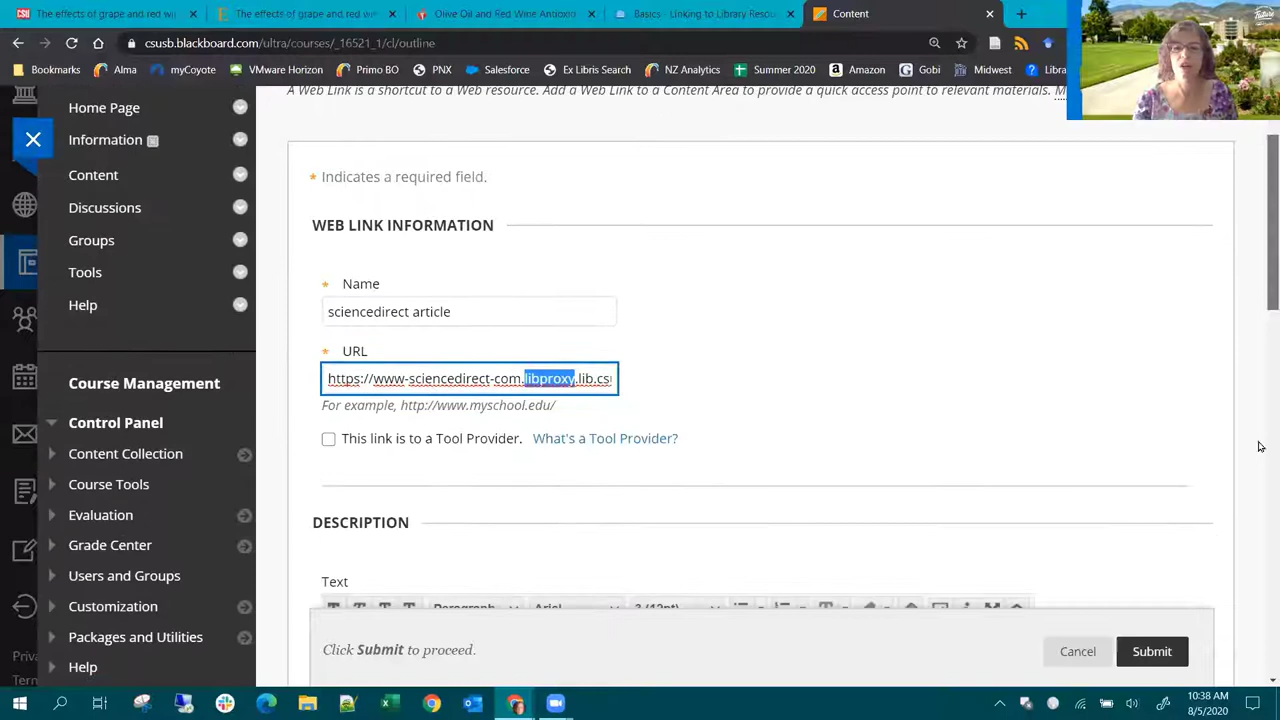 The effects of grape and red wi
The effects of grape and red wi
Olive Oil and Red Wine Antioxi
Basics - Linking to Library Resou
Content
csusb.blackboard.com/ultra/courses/_16521_1/cl/outline
Bookmarks
Alma
myCoyote
VMware Horizon
Primo BO
PNX
Salesforce
Ex Libris Search
NZ Analytics
Summer 2020
Amazon
Gobi
Midwest
Libra
A Web Link is a shortcut to a Web resource. Add a Web Link to a Content Area to provide a quick access point to relevant materials.
Home Page
Information
Content
Discussions
Groups
Tools
Help
Course Management
Control Panel
Content Collection
Course Tools
Evaluation
Grade Center
Users and Groups
Customization
Packages and Utilities
Help
* Indicates a required field.
WEB LINK INFORMATION
* Name
sciencedirect article
* URL
https://www-sciencedirect-com.libproxy.lib.cs
For example, http://www.myschool.edu/
This link is to a Tool Provider. What's a Tool Provider?
DESCRIPTION
Text
Paragraph Arial 3 (12pt)
Click Submit to proceed.
Cancel
Submit
10:38 AM
8/5/2020